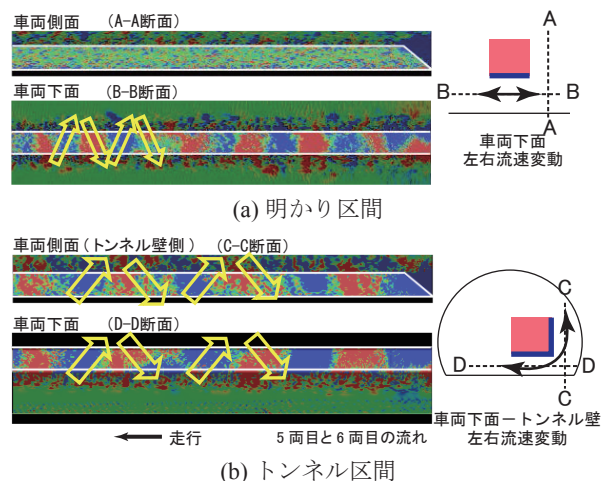 車両側面 (A-A断面)
車両下面 (B-B断面)
A
B B
A
車両下面
左右流速変動
(a) 明かり区間
車両側面(トンネル壁側) (C-C断面)
車両下面 (D-D断面)
C
D D
C
車両下面－トンネル壁
左右流速変動
走行 5両目と6両目の流れ
(b) トンネル区間